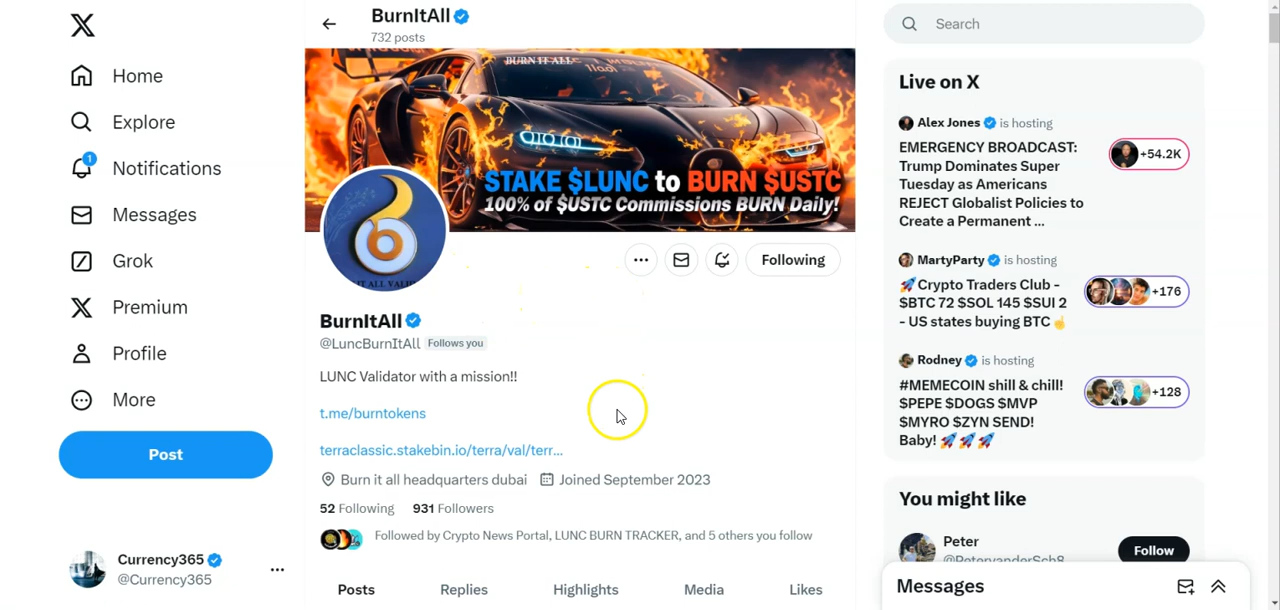 Home
Explore
1
Notifications
Messages
Grok
Premium
Profile
More
Post
Currency365
@Currency365
BurnItAll
732 posts
BURN IT ALL
STAKE $LUNC to BURN $USTC
100% of $USTC Commissions BURN Daily!
Following
BurnItAll
@LuncBurnItAll Follows you
LUNC Validator with a mission!!
t.me/burntokens
terraclassic.stakebin.io/terra/val/terr...
Burn it all headquarters dubai Joined September 2023
52 Following 931 Followers
Followed by Crypto News Portal, LUNC BURN TRACKER, and 5 others you follow
Posts Replies Highlights Media Likes
Search
Live on X
Alex Jones is hosting
EMERGENCY BROADCAST:
Trump Dominates Super
Tuesday as Americans
REJECT Globalist Policies to
Create a Permanent ...
+54.2K
MartyParty is hosting
🚀Crypto Traders Club -
$BTC 72 $SOL 145 $SUI 2
- US states buying BTC☝️
+176
Rodney is hosting
#MEMECOIN shill & chill!
$PEPE $DOGS $MVP
$MYRO $ZYN SEND!
Baby! 🚀🚀🚀
+128
You might like
Peter
@PetervanderSch8
Follow
Messages